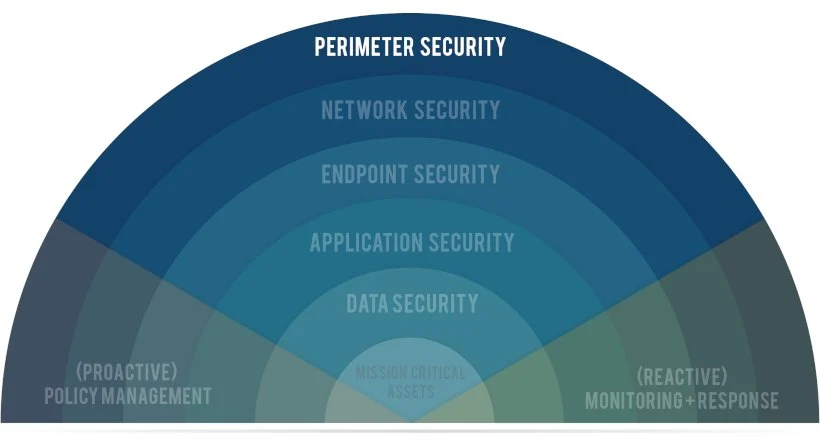 PERIMETER SECURITY
NETWORK SECURITY
ENDPOINT SECURITY
APPLICATION SECURITY
DATA SECURITY
MISSION CRITICAL
ASSETS
(PROACTIVE)
POLICY MANAGEMENT
(REACTIVE)
MONITORING+RESPONSE